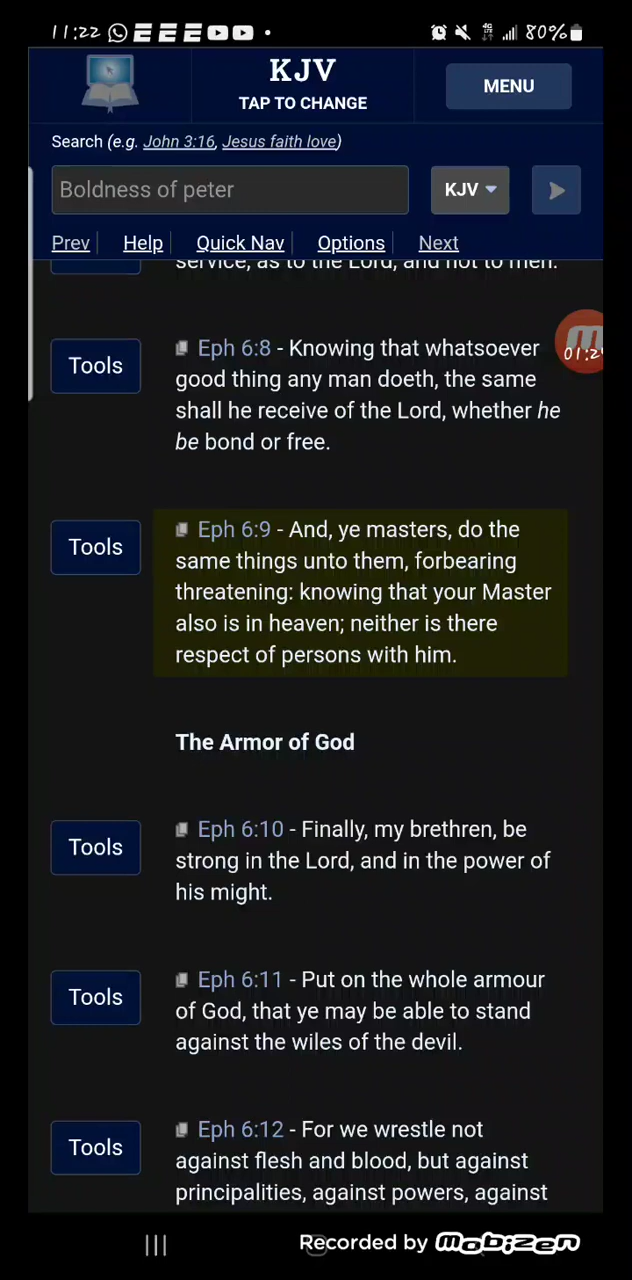 11:22 80%
KJV
TAP TO CHANGE
MENU
Search (e.g. John 3:16, Jesus faith love)
Boldness of peter
KJV
Prev Help Quick Nav Options Next
service, as to the Lord, and not to men.
Tools
Eph 6:8 - Knowing that whatsoever
good thing any man doeth, the same
shall he receive of the Lord, whether he
be bond or free.
Tools
Eph 6:9 - And, ye masters, do the
same things unto them, forbearing
threatening: knowing that your Master
also is in heaven; neither is there
respect of persons with him.
The Armor of God
Tools
Eph 6:10 - Finally, my brethren, be
strong in the Lord, and in the power of
his might.
Tools
Eph 6:11 - Put on the whole armour
of God, that ye may be able to stand
against the wiles of the devil.
Tools
Eph 6:12 - For we wrestle not
against flesh and blood, but against
principalities, against powers, against
Recorded by mobizen